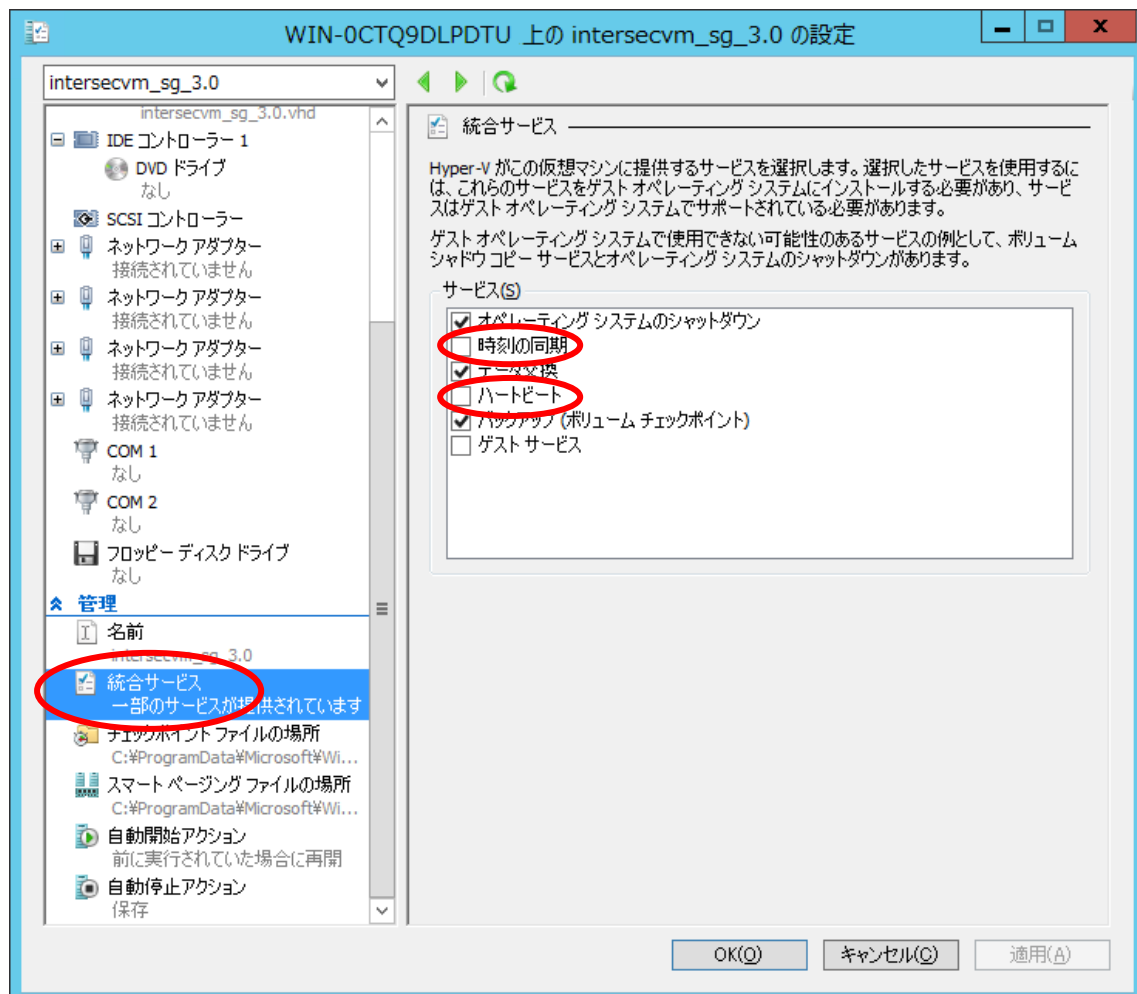 WIN-0CTQ9DLPDTU 上の intersecvm_sg_3.0 の設定
intersecvm_sg_3.0
intersecvm_sg_3.0.vhd
IDE コントローラー 1
DVD ドライブ
なし
SCSI コントローラー
ネットワーク アダプター
接続されていません
ネットワーク アダプター
接続されていません
ネットワーク アダプター
接続されていません
ネットワーク アダプター
接続されていません
COM 1
なし
COM 2
なし
フロッピー ディスク ドライブ
なし
管理
名前
intersecvm_sg_3.0
統合サービス
一部のサービスが提供されています
チェックポイント ファイルの場所
C:¥ProgramData¥Microsoft¥Wi...
スマート ページング ファイルの場所
C:¥ProgramData¥Microsoft¥Wi...
自動開始アクション
前に実行されていた場合に再開
自動停止アクション
保存
統合サービス
Hyper-V がこの仮想マシンに提供するサービスを選択します。選択したサービスを使用するに
は、これらのサービスをゲスト オペレーティング システムにインストールする必要があり、サービ
スはゲスト オペレーティング システムでサポートされている必要があります。
ゲスト オペレーティング システムで使用できない可能性のあるサービスの例として、ボリューム
シャドウ コピー サービスとオペレーティング システムのシャットダウンがあります。
サービス(S)
オペレーティング システムのシャットダウン
時刻の同期
データ交換
ハートビート
バックアップ (ボリューム チェックポイント)
ゲスト サービス
OK(O)
キャンセル(C)
適用(A)